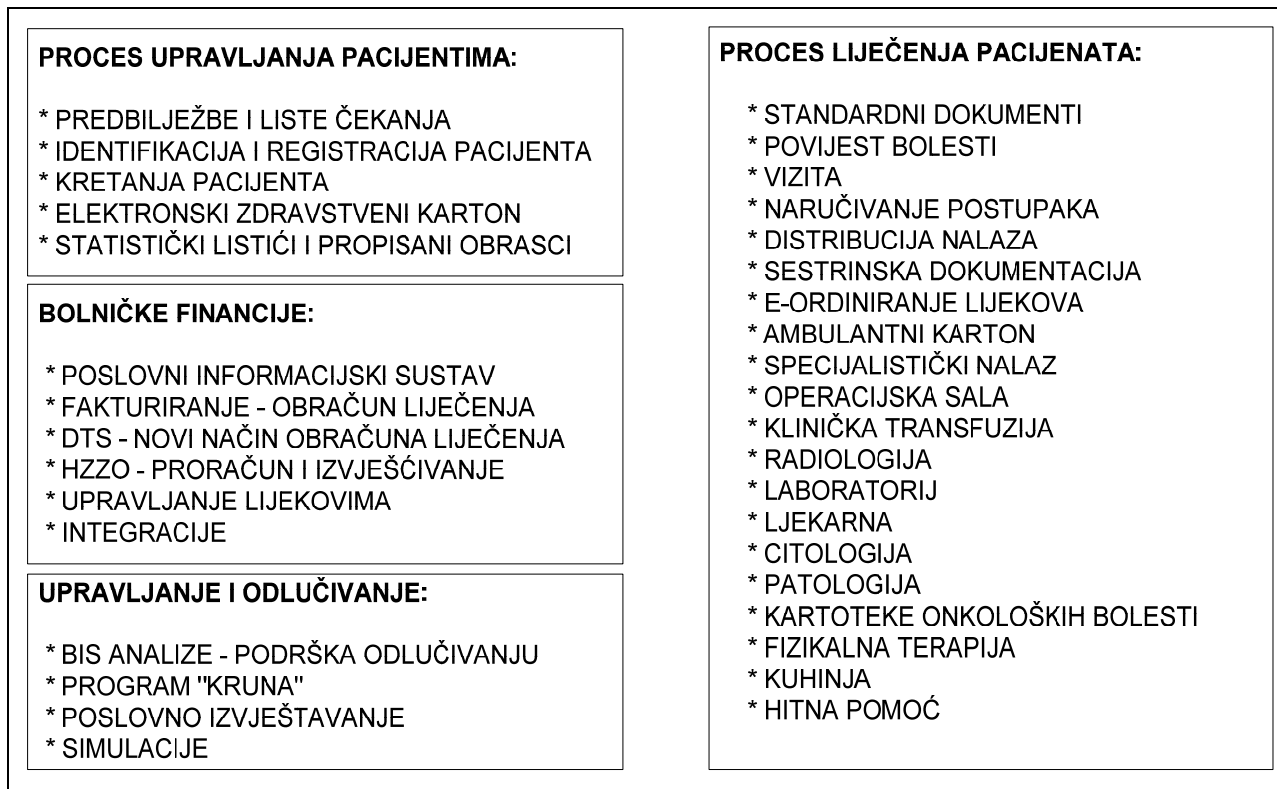 PROCES UPRAVLJANJA PACIJENTIMA:
* PREDBILJEŽBE I LISTE ČEKANJA
* IDENTIFIKACIJA I REGISTRACIJA PACIJENTA
* KRETANJA PACIJENTA
* ELEKTRONSKI ZDRAVSTVENI KARTON
* STATISTIČKI LISTIĆI I PROPISANI OBRASCI
BOLNIČKE FINANCIJE:
* POSLOVNI INFORMACIJSKI SUSTAV
* FAKTURIRANJE - OBRAČUN LIJEČENJA
* DTS - NOVI NAČIN OBRAČUNA LIJEČENJA
* HZZO - PRORAČUN I IZVJEŠĆIVANJE
* UPRAVLJANJE LIJEKOVIMA
* INTEGRACIJE
UPRAVLJANJE I ODLUČIVANJE:
* BIS ANALIZE - PODRŠKA ODLUČIVANJU
* PROGRAM "KRUNA"
* POSLOVNO IZVJEŠTAVANJE
* SIMULACIJE
PROCES LIJEČENJA PACIJENATA:
* STANDARDNI DOKUMENTI
* POVIJEST BOLESTI
* VIZITA
* NARUČIVANJE POSTUPAKA
* DISTRIBUCIJA NALAZA
* SESTRINSKA DOKUMENTACIJA
* E-ORDINIRANJE LIJEKOVA
* AMBULANTNI KARTON
* SPECIJALISTIČKI NALAZ
* OPERACIJSKA SALA
* KLINIČKA TRANSFUZIJA
* RADIOLOGIJA
* LABORATORIJ
* LJEKARNA
* CITOLOGIJA
* PATOLOGIJA
* KARTOTEKE ONKOLOŠKIH BOLESTI
* FIZIKALNA TERAPIJA
* KUHINJA
* HITNA POMOĆ